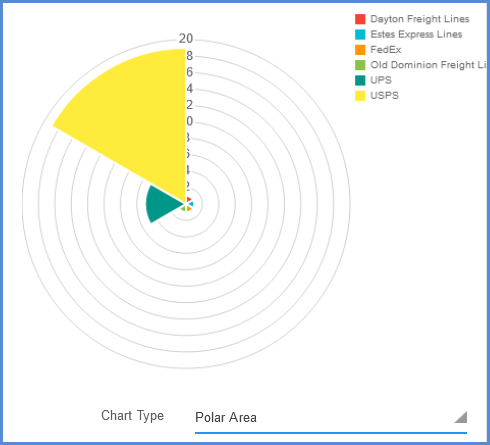 20
8
6
4
2
0
8
6
4
2
Dayton Freight Lines
Estes Express Lines
FedEx
Old Dominion Freight Li
UPS
USPS
Chart Type
Polar Area